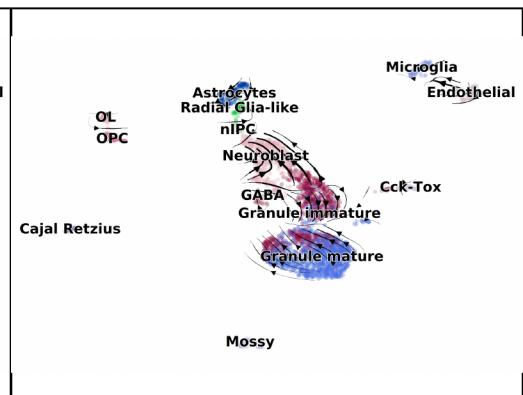 Microglia
Astrocytes
Endothelial
Radial Glia-like
OL
nIPC
OPC
Neuroblast
Cck-Tox
GABA
Granule immature
Cajal Retzius
Granule mature
Mossy